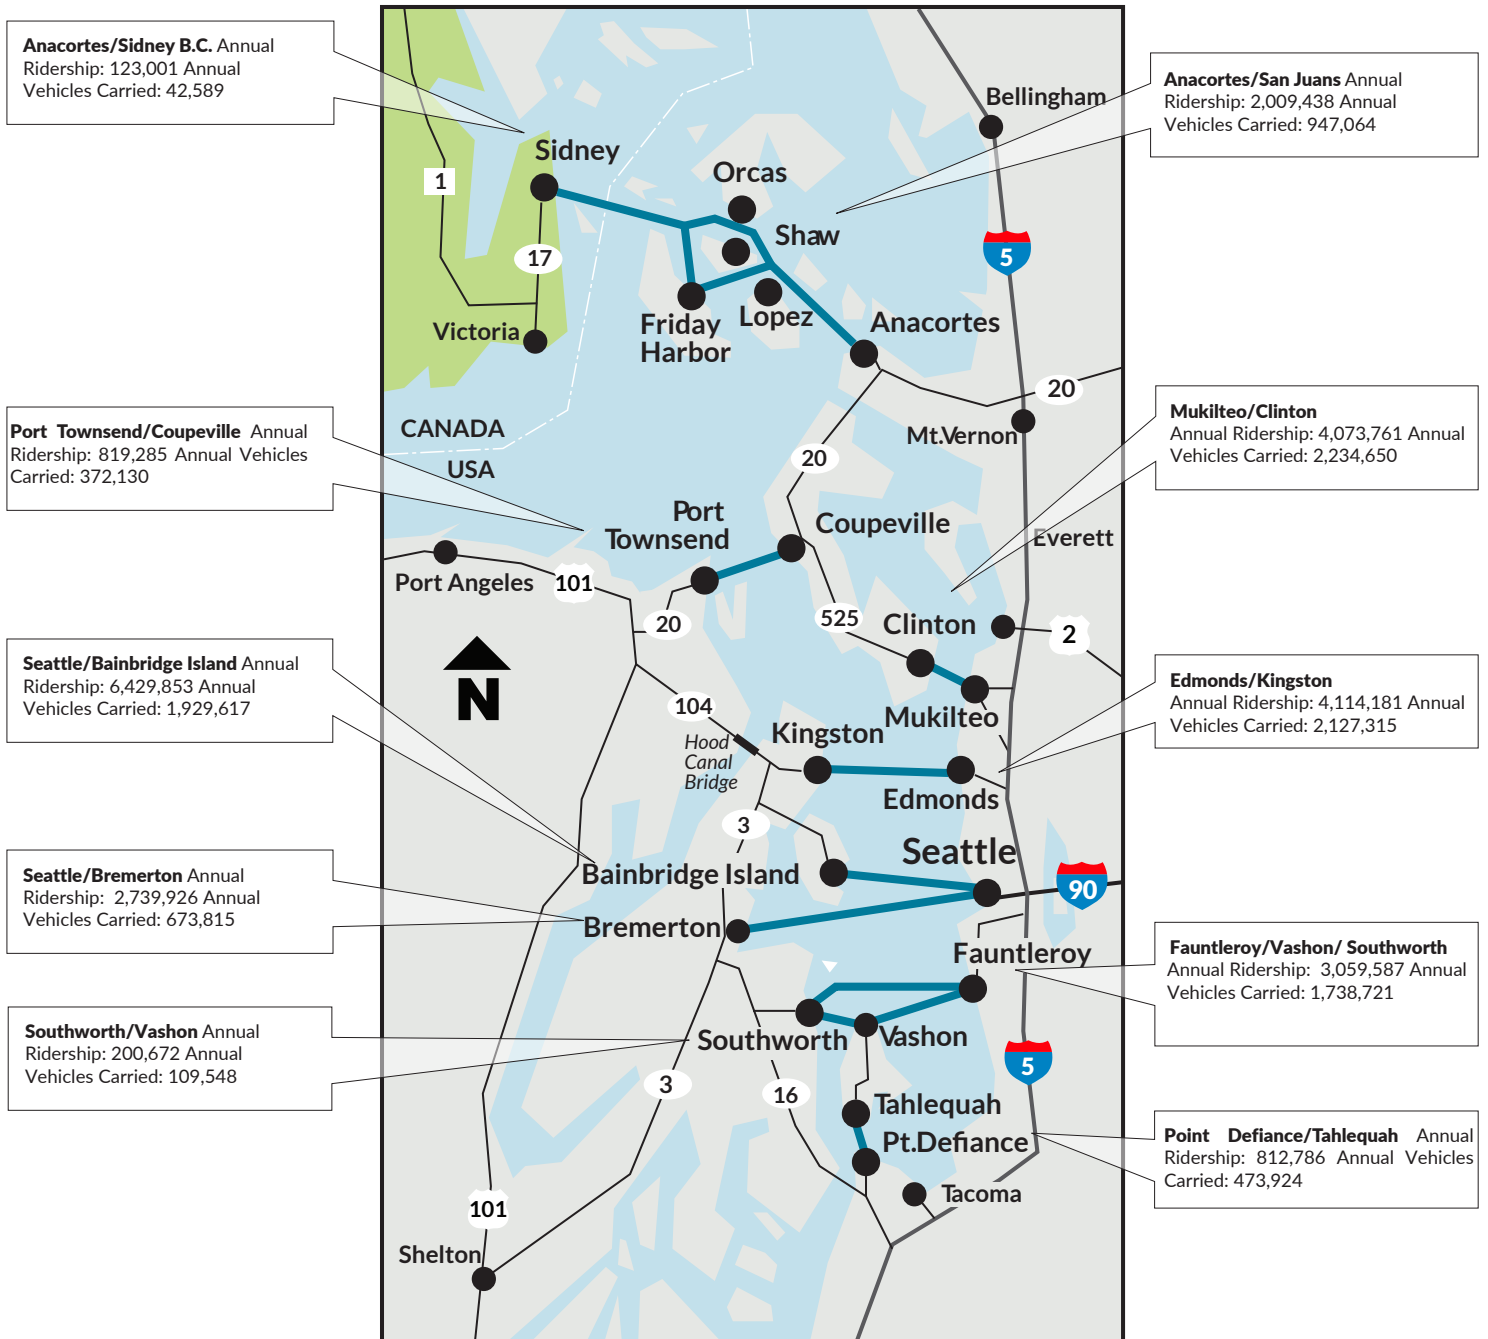 Anacortes/Sidney B.C. Annual
Ridership: 123,001 Annual
Vehicles Carried: 42,589
Anacortes/San Juans Annual
Ridership: 2,009,438 Annual
Vehicles Carried: 947,064
Bellingham
Sidney
1
Orcas
Shaw
17
5
Friday
Harbor
Lopez
Anacortes
Victoria
20
CANADA
USA
Mt.Vernon
20
Port Townsend/Coupeville Annual
Ridership: 819,285 Annual Vehicles
Carried: 372,130
Mukilteo/Clinton
Annual Ridership: 4,073,761 Annual
Vehicles Carried: 2,234,650
Port
Townsend
Coupeville
Everett
Port Angeles
101
20
525
Clinton
2
N
Seattle/Bainbridge Island Annual
Ridership: 6,429,853 Annual
Vehicles Carried: 1,929,617
Edmonds/Kingston
Annual Ridership: 4,114,181 Annual
Vehicles Carried: 2,127,315
104
Mukilteo
Hood
Canal
Bridge
Kingston
Edmonds
3
Seattle
Bainbridge Island
90
Seattle/Bremerton Annual
Ridership: 2,739,926 Annual
Vehicles Carried: 673,815
Bremerton
Fauntleroy
Fauntleroy/Vashon/ Southworth
Annual Ridership: 3,059,587 Annual
Vehicles Carried: 1,738,721
Southworth/Vashon Annual
Ridership: 200,672 Annual
Vehicles Carried: 109,548
Southworth
Vashon
5
3
16
Tahlequah
Pt.Defiance
Point Defiance/Tahlequah Annual
Ridership: 812,786 Annual Vehicles
Carried: 473,924
Tacoma
101
Shelton